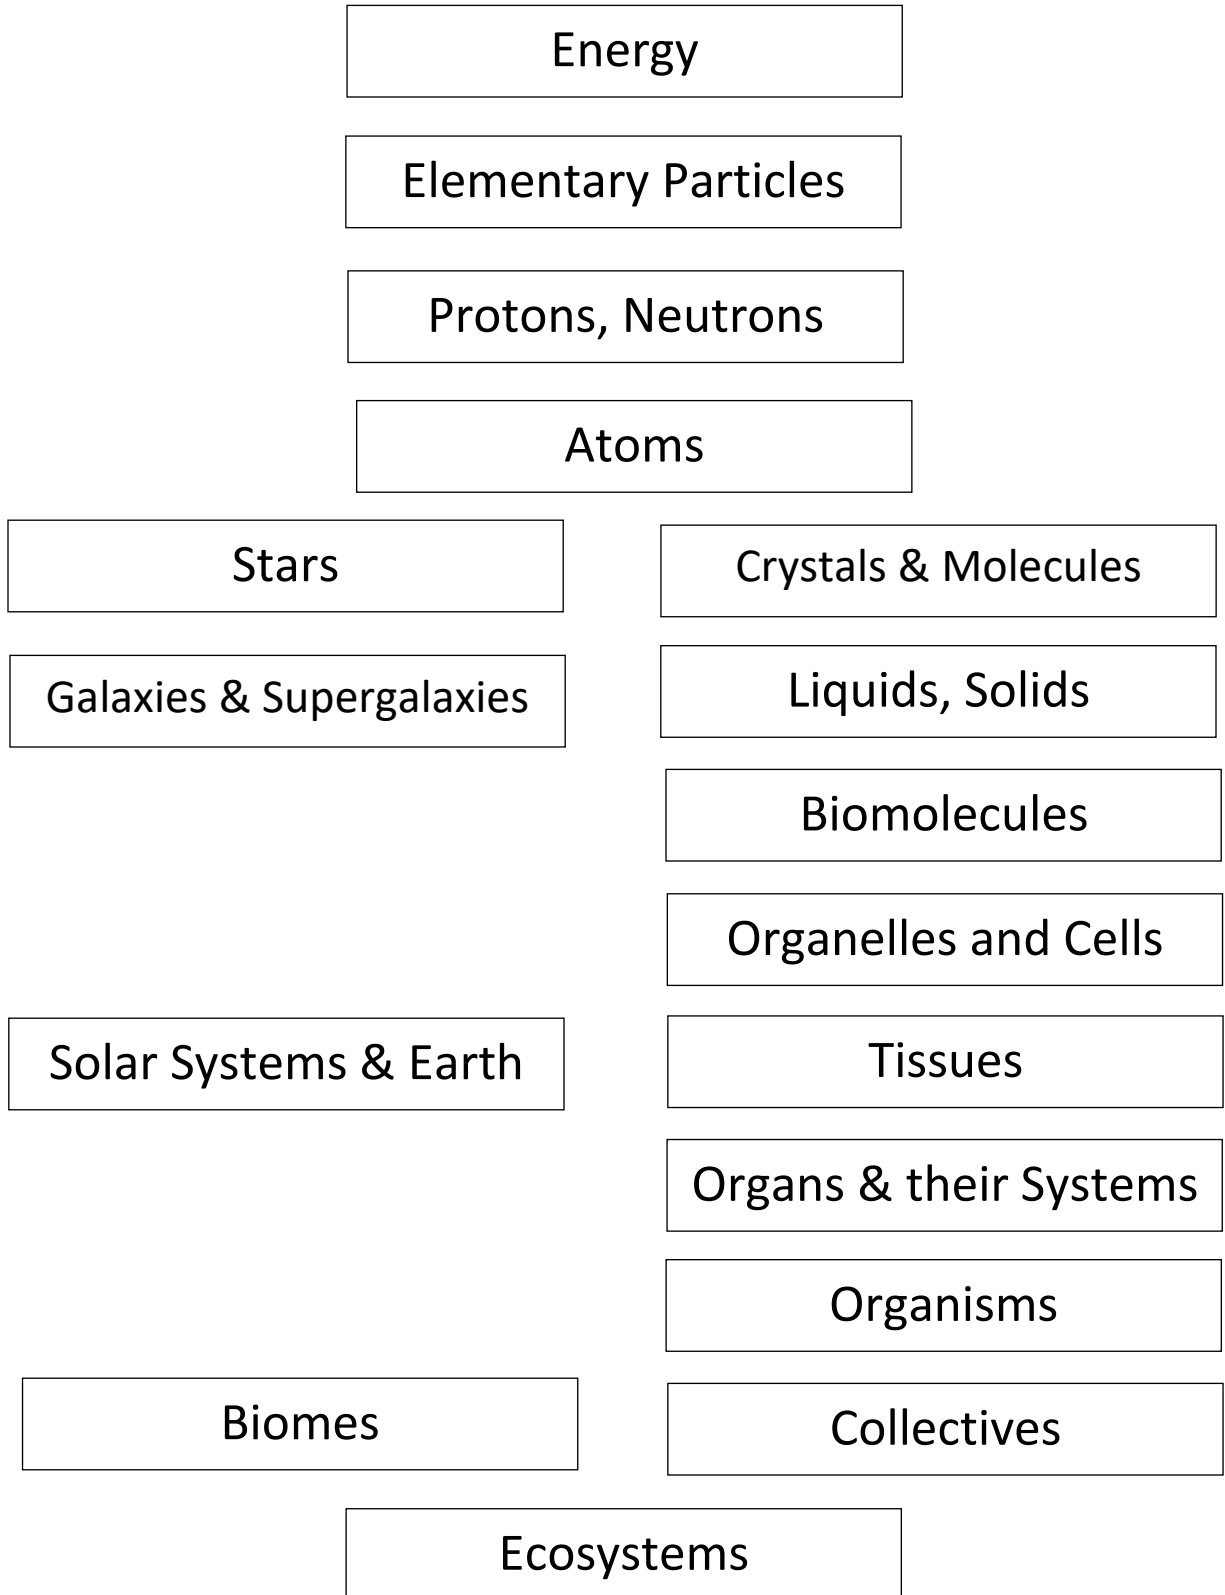 Energy
Elementary Particles
Protons, Neutrons
Atoms
Stars
Crystals & Molecules
Galaxies & Supergalaxies
Liquids, Solids
Biomolecules
Organelles and Cells
Solar Systems & Earth
Tissues
Organs & their Systems
Organisms
Biomes
Collectives
Ecosystems